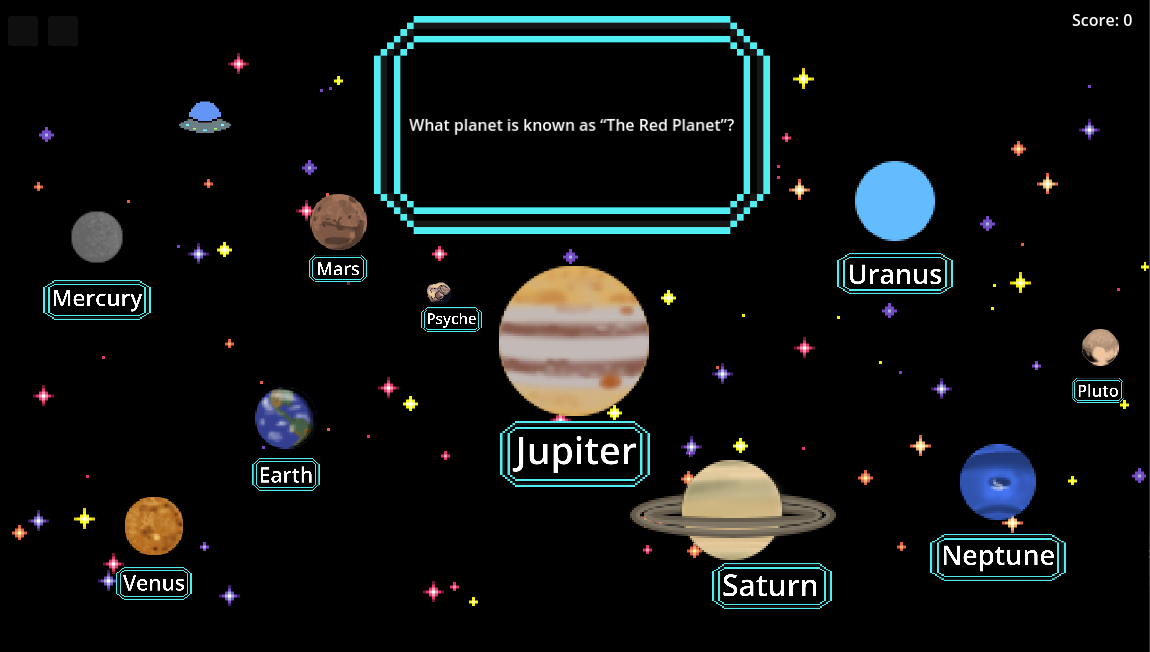 Score: 0
What planet is known as “The Red Planet”?
Mars
Uranus
Mercury
Psyche
Pluto
Jupiter
Earth
Neptune
Venus
Saturn